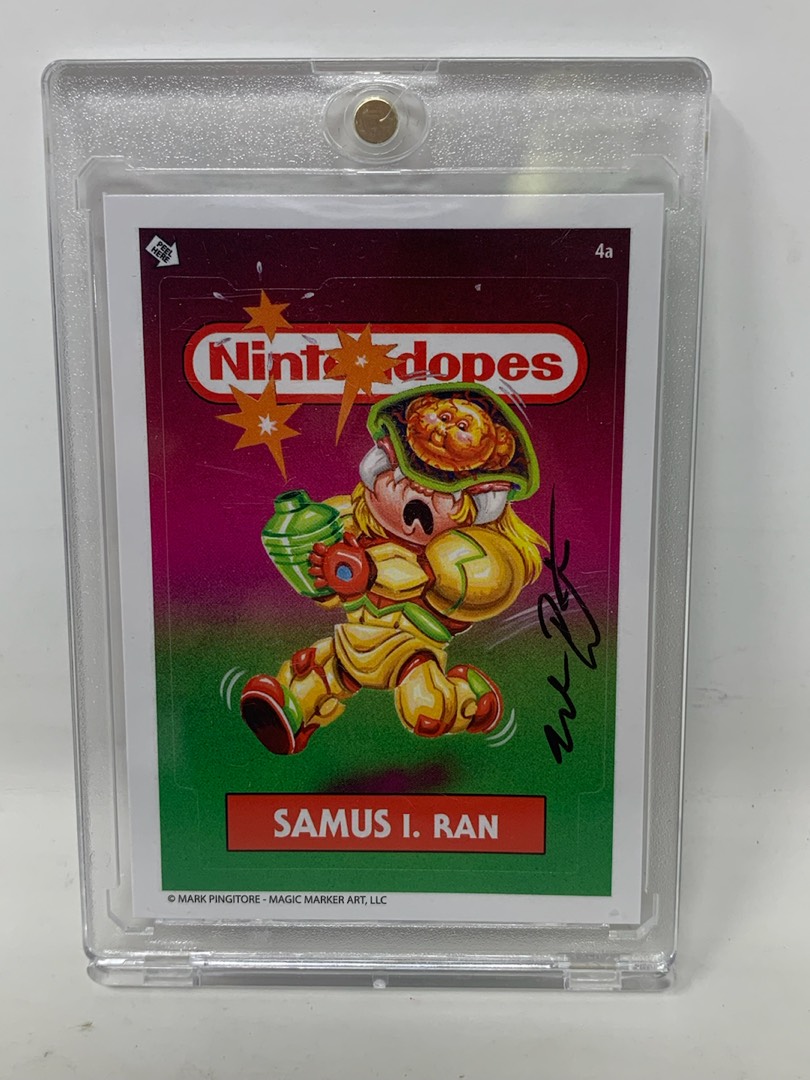 PEEL
HERE
4a
Nintendopes
SAMUS I. RAN
© MARK PINGITORE - MAGIC MARKER ART, LLC